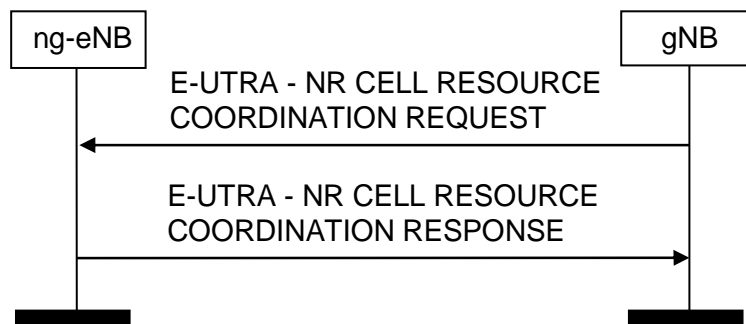 ng-eNB
gNB
E-UTRA - NR CELL RESOURCE
COORDINATION REQUEST
E-UTRA - NR CELL RESOURCE
COORDINATION RESPONSE